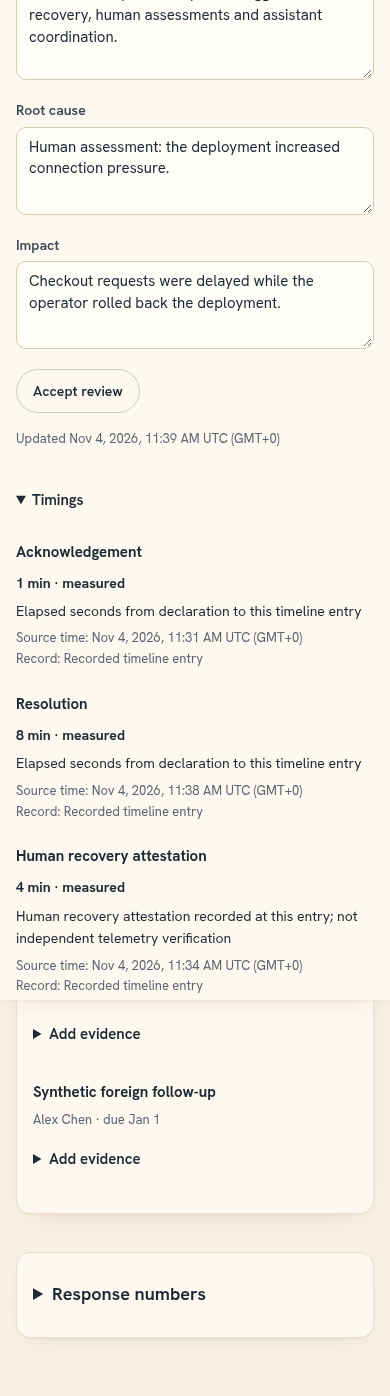 recovery, human assessments and assistant
coordination.
Root cause
Human assessment: the deployment increased
connection pressure.
Impact
Checkout requests were delayed while the
operator rolled back the deployment.
Accept review
Updated Nov 4, 2026, 11:39 AM UTC (GMT+0)
Timings
Acknowledgement
1 min · measured
Elapsed seconds from declaration to this timeline entry
Source time: Nov 4, 2026, 11:31 AM UTC (GMT+0)
Record: Recorded timeline entry
Resolution
8 min · measured
Elapsed seconds from declaration to this timeline entry
Source time: Nov 4, 2026, 11:38 AM UTC (GMT+0)
Record: Recorded timeline entry
Human recovery attestation
4 min · measured
Human recovery attestation recorded at this entry; not
independent telemetry verification
Source time: Nov 4, 2026, 11:34 AM UTC (GMT+0)
Record: Recorded timeline entry
Add evidence
Synthetic foreign follow-up
Alex Chen · due Jan 1
Add evidence
Response numbers